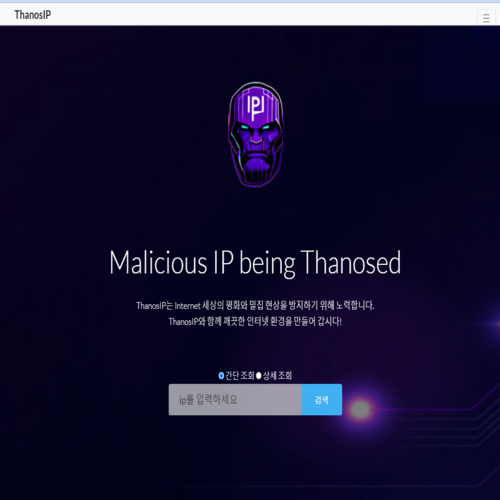 ThanosIP
IP
Malicious IP being Thanosed
ThanosIP는 Internet 세상의 평화와 밀집 현상을 방지하기 위해 노력합니다.
ThanosIP와 함께 깨끗한 인터넷 환경을 만들어 갑시다!
간단 조회 상세 조회
ip를 입력하세요
검색